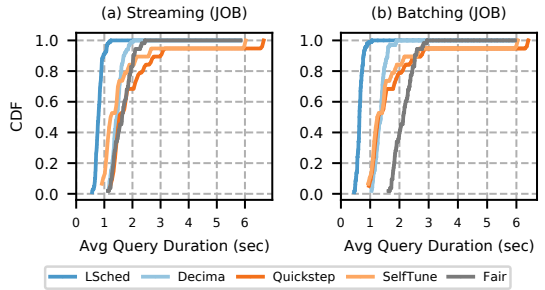 (a) Streaming (JOB)
(b) Batching (JOB)
CDF
1.0
0.8
0.6
0.4
0.2
0.0
0 1 2 3 4 5 6
Avg Query Duration (sec)
1.0
0.8
0.6
0.4
0.2
0.0
0 1 2 3 4 5 6
Avg Query Duration (sec)
LSched Decima Quickstep SelfTune Fair